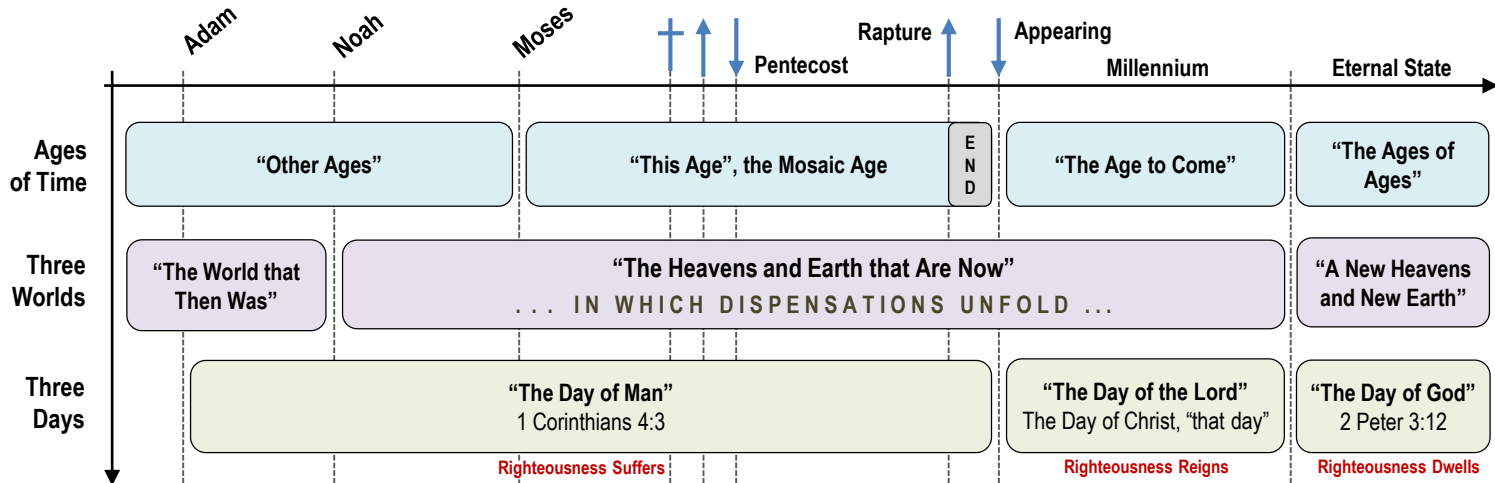 Adam
Noah
Moses
Rapture
Appearing
Pentecost
Millennium
Eternal State
Ages
of Time
“Other Ages”
“This Age”, the Mosaic Age
E
N
D
“The Age to Come”
“The Ages of
Ages”
Three
Worlds
“The World that
Then Was”
“The Heavens and Earth that Are Now”
... IN WHICH DISPENSATIONS UNFOLD ...
“A New Heavens
and New Earth”
Three
Days
“The Day of Man”
1 Corinthians 4:3
“The Day of the Lord”
The Day of Christ, “that day”
“The Day of God”
2 Peter 3:12
Righteousness Suffers
Righteousness Reigns
Righteousness Dwells